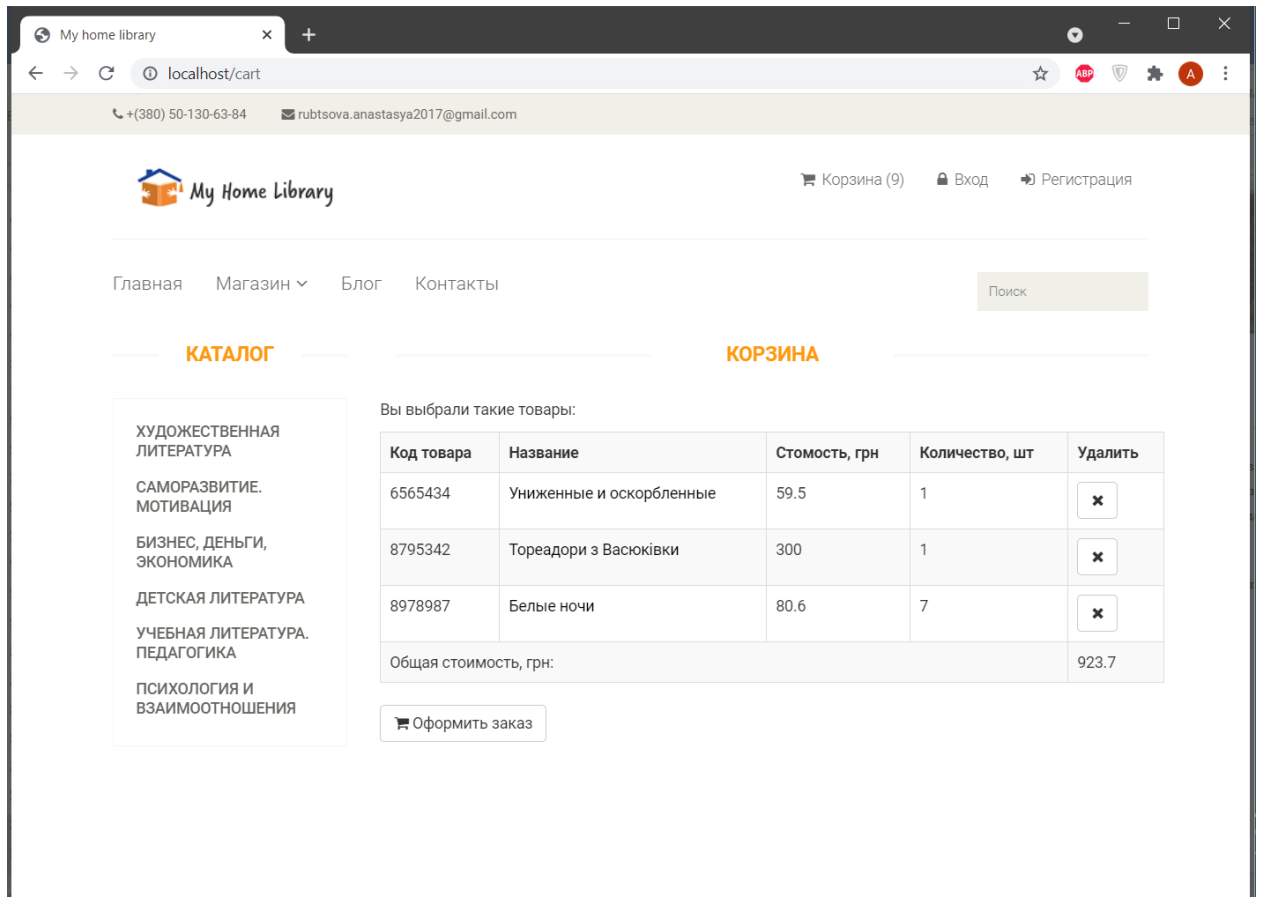 My home library
localhost/cart
ABP
A
+(380) 50-130-63-84 rubtsova.anastasya2017@gmail.com
My Home Library
Корзина (9) Вход Регистрация
Главная Магазин Блог Контакты
Поиск
КАТАЛОГ
ХУДОЖЕСТВЕННАЯ
ЛИТЕРАТУРА
САМОРАЗВИТИЕ.
МОТИВАЦИЯ
БИЗНЕС, ДЕНЬГИ,
ЭКОНОМИКА
ДЕТСКАЯ ЛИТЕРАТУРА
УЧЕБНАЯ ЛИТЕРАТУРА.
ПЕДАГОГИКА
ПСИХОЛОГИЯ И
ВЗАИМООТНОШЕНИЯ
КОРЗИНА
Вы выбрали такие товары:
Код товара Название Стомость, грн Количество, шт Удалить
6565434 Униженные и оскорбленные 59.5 1
8795342 Тореадори з Васюківки 300 1
8978987 Белые ночи 80.6 7
Общая стоимость, грн: 923.7
Оформить заказ